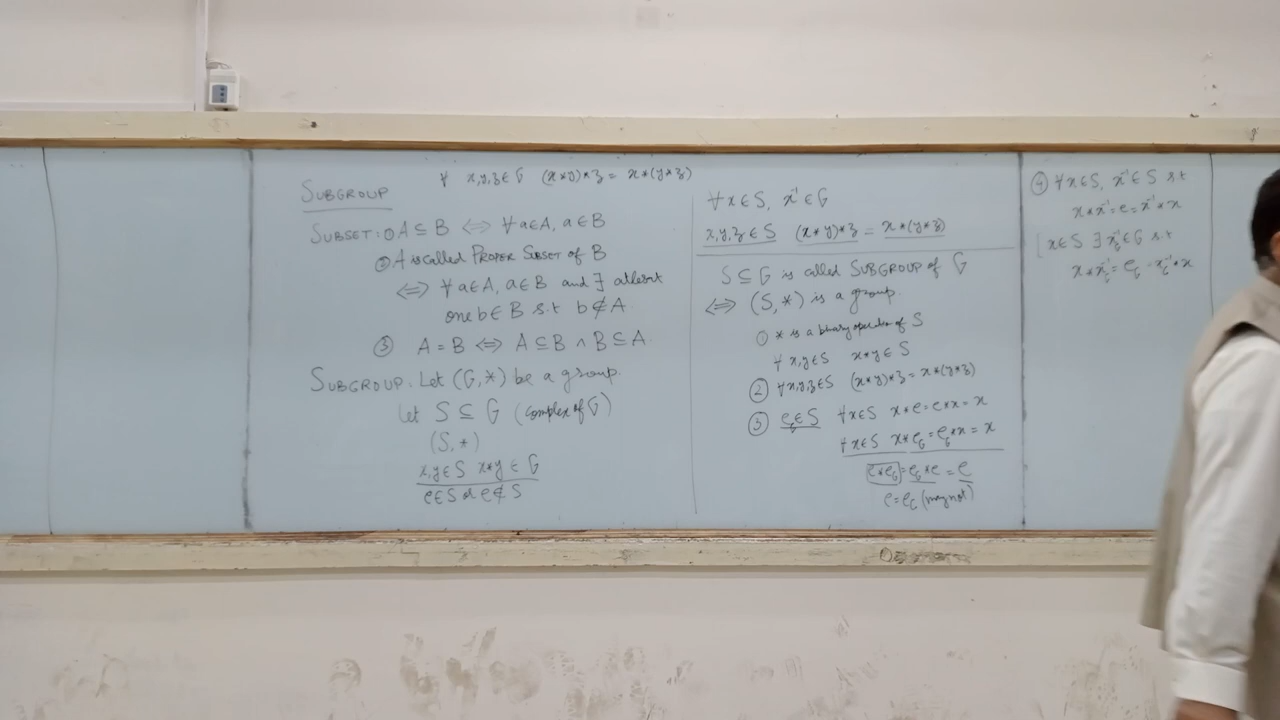 ∀ x,y,z∈G (x*y)*z = x*(y*z)
SUBGROUP
SUBSET: ① A⊆B ⟺ ∀a∈A, a∈B
② A is called PROPER SUBSET of B
⟺ ∀a∈A, a∈B and ∃ atleast
one b∈B s.t b∉A
③ A=B ⟺ A⊆B ∧ B⊆A.
SUBGROUP: Let (G,*) be a group.
Let S⊆G (complex of G)
(S,*)
x,y∈S x*y∈G
e∈S or e∉S
∀x∈S, x⁻¹∈G
x,y,z∈S (x*y)*z = x*(y*z)
S⊆G is called SUBGROUP of G
⟺ (S,*) is a group.
① * is a binary operation of S
∀ x,y∈S x*y∈S
② ∀x,y,z∈S (x*y)*z = x*(y*z)
③ e∈S ∀x∈S x*e=e*x=x
∀x∈S x*e_G=e_G*x=x
e*e_G=e_G*e=e
e=e_G (may not)
④ ∀x∈S, x⁻¹∈S s.t
x*x⁻¹=e=x⁻¹*x
x∈S ∃ x_G⁻¹∈G s.t
x*x_G⁻¹=e_G=x_G⁻¹*x